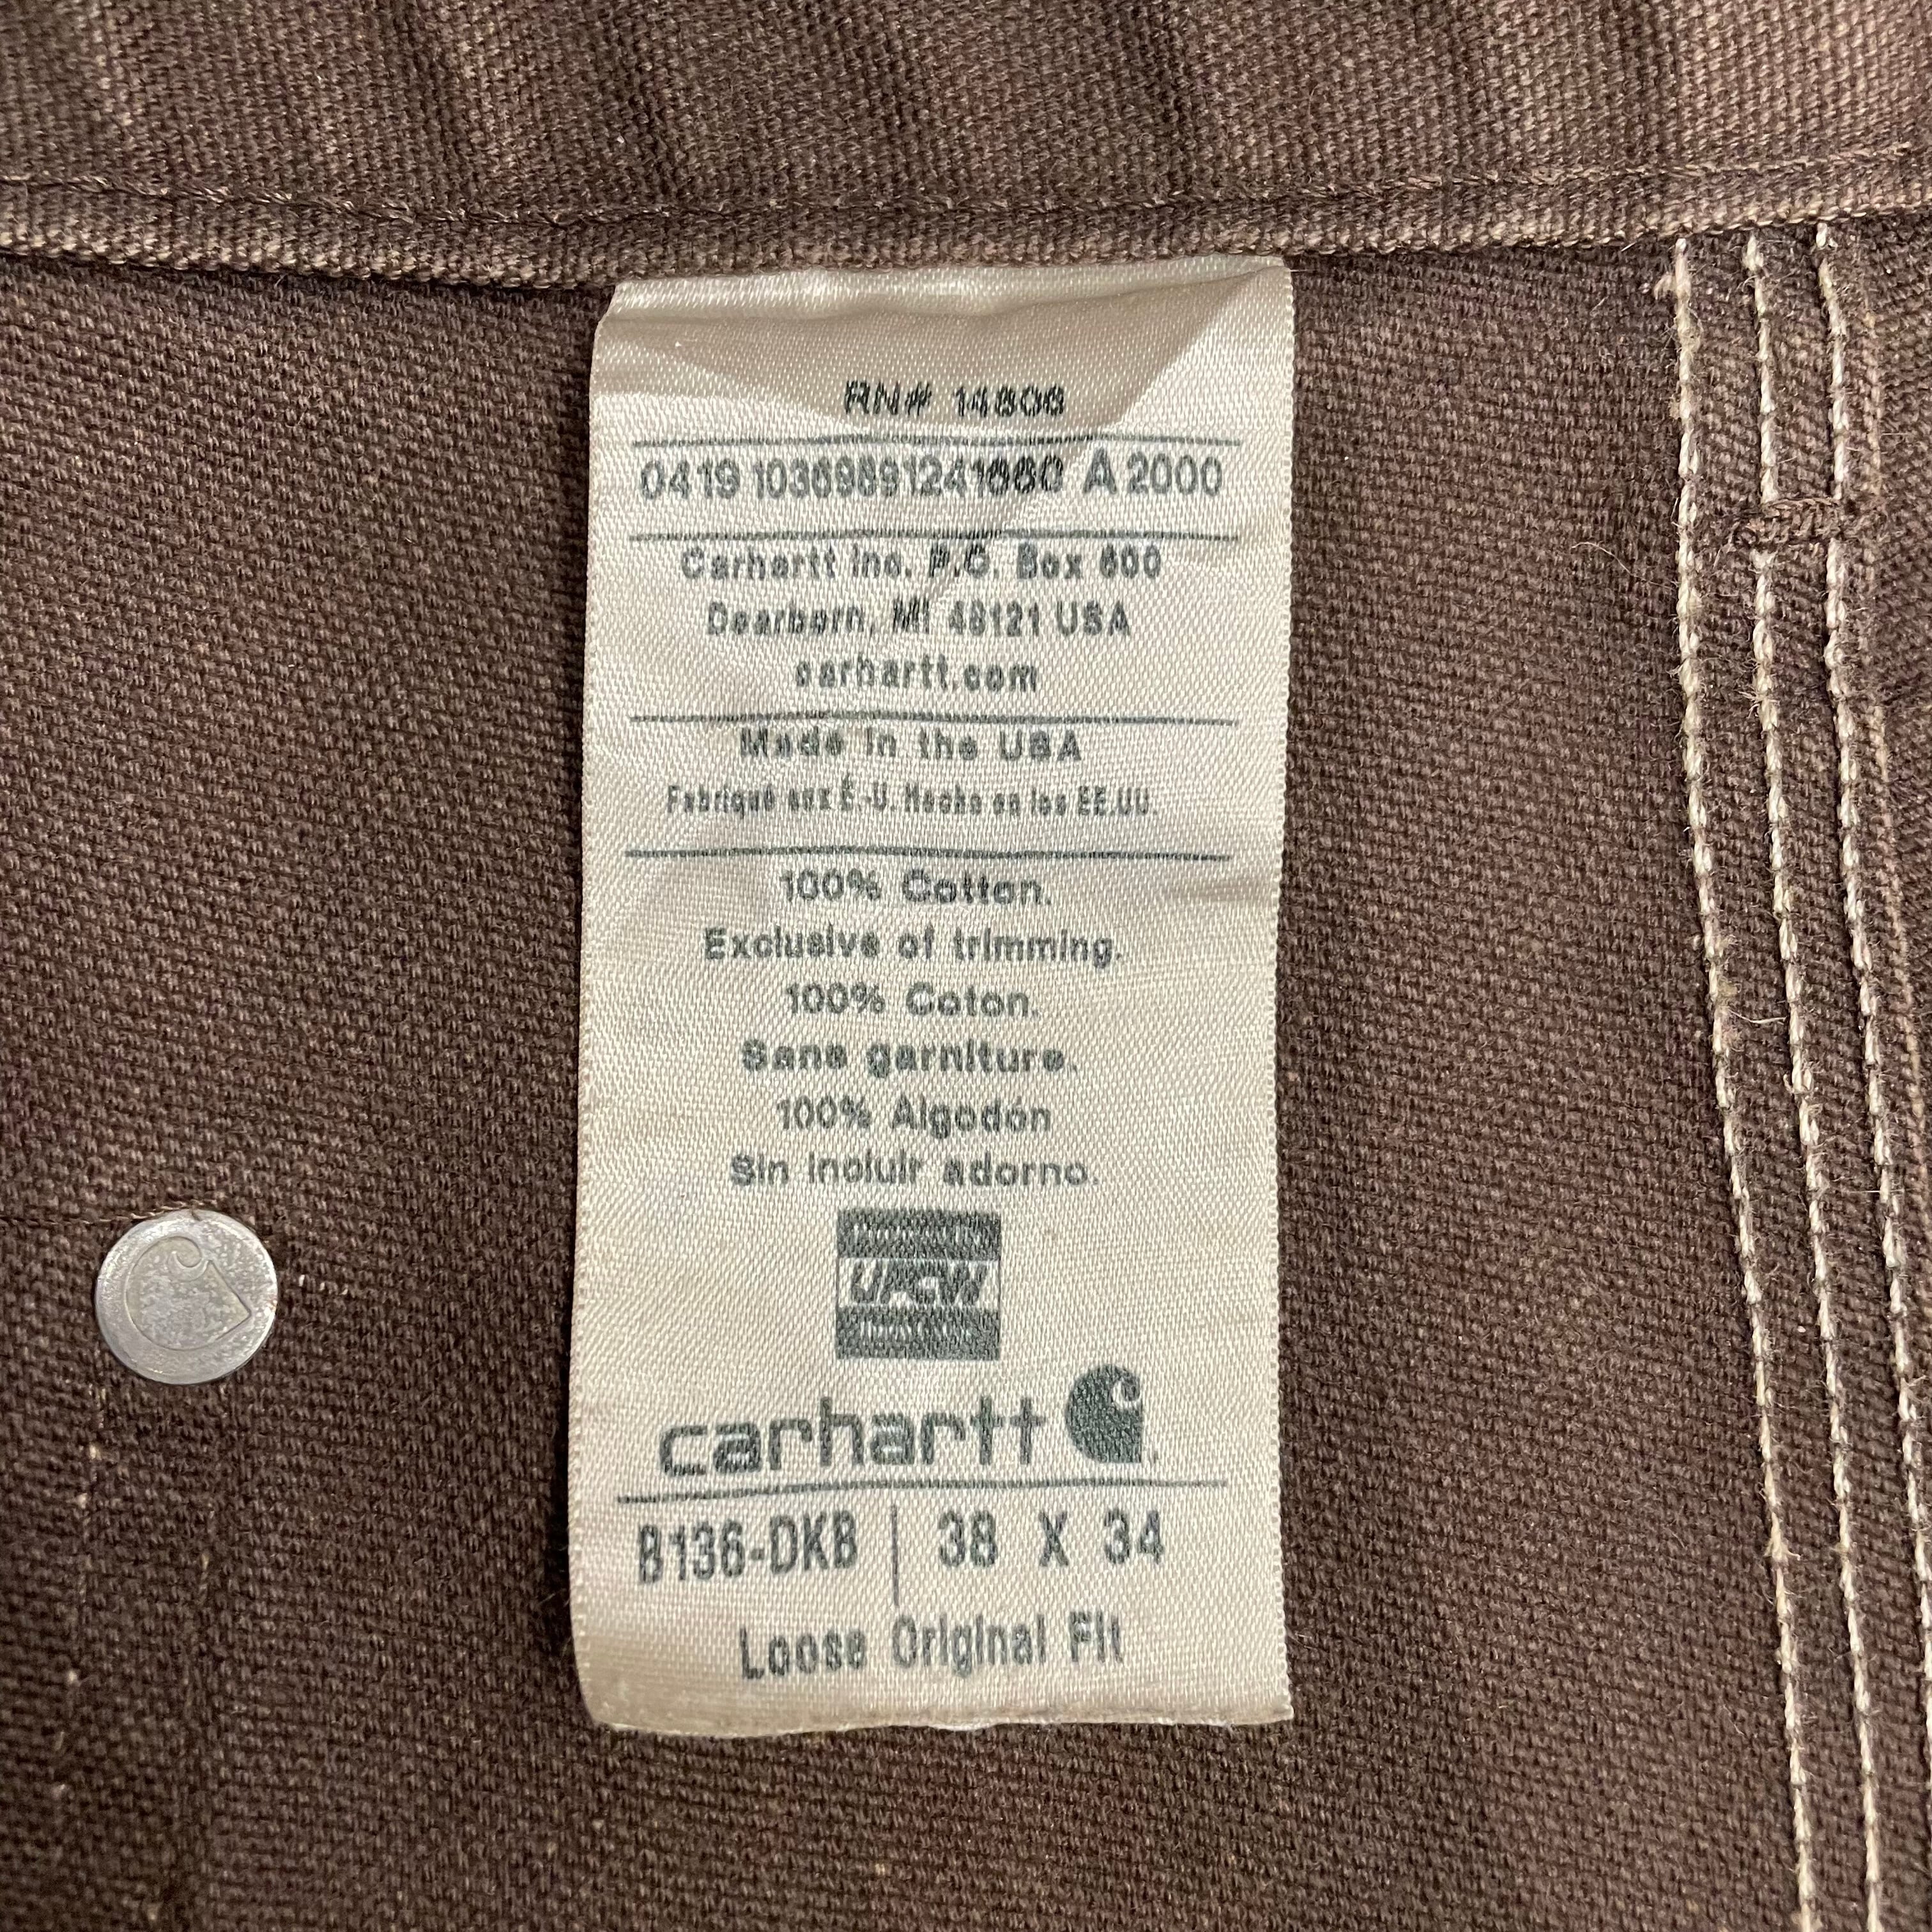 RN# 14806
0419 10369891241660 A 2000
Carhartt Inc. P.O. Box 600
Dearborn, MI 48121 USA
carhartt.com
Made in the USA
Fabriqué aux É.-U. Hecho en los EE.UU.
100% Cotton.
Exclusive of trimming.
100% Coton.
Sans garniture.
100% Algodón
Sin incluir adorno.
UFCW
carhartt
B136-DKB | 38 X 34
Loose Original Fit